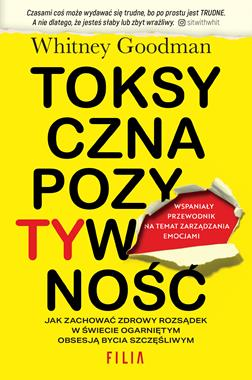 Czasami coś może wydawać się trudne, bo po prostu jest TRUDNE.
A nie dlatego, że jesteś słaby lub zbyt wrażliwy. sitwithwhit
Whitney Goodman
TOKSY
CZNA
POZY
TYW
NOŚĆ
WSPANIAŁY
PRZEWODNIK
NA TEMAT ZARZĄDZANIA
EMOCJAMI
JAK ZACHOWAĆ ZDROWY ROZSĄDEK
W ŚWIECIE OGARNIĘTYM
OBSESJĄ BYCIA SZCZĘŚLIWYM
FILIA